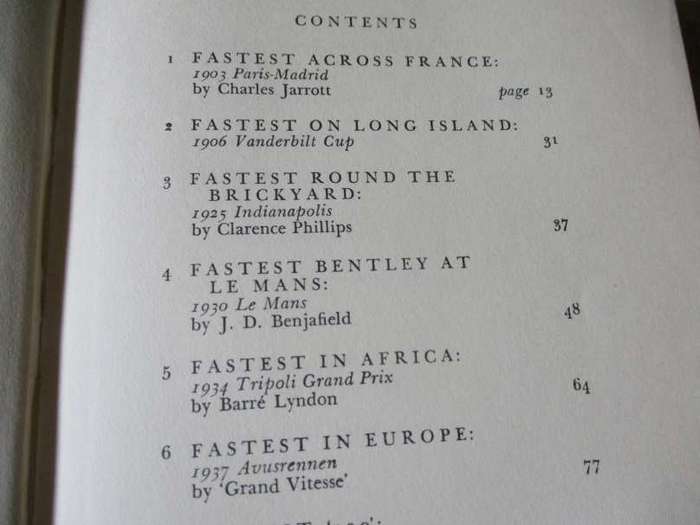 CONTENTS
1 FASTEST ACROSS FRANCE:
1903 Paris-Madrid
by Charles Jarrott page 13
2 FASTEST ON LONG ISLAND:
1906 Vanderbilt Cup 31
3 FASTEST ROUND THE
BRICKYARD:
1925 Indianapolis
by Clarence Phillips 37
4 FASTEST BENTLEY AT
LE MANS:
1930 Le Mans
by J. D. Benjafield 48
5 FASTEST IN AFRICA:
1934 Tripoli Grand Prix
by Barré Lyndon 64
6 FASTEST IN EUROPE:
1937 Avusrennen
by 'Grand Vitesse' 77